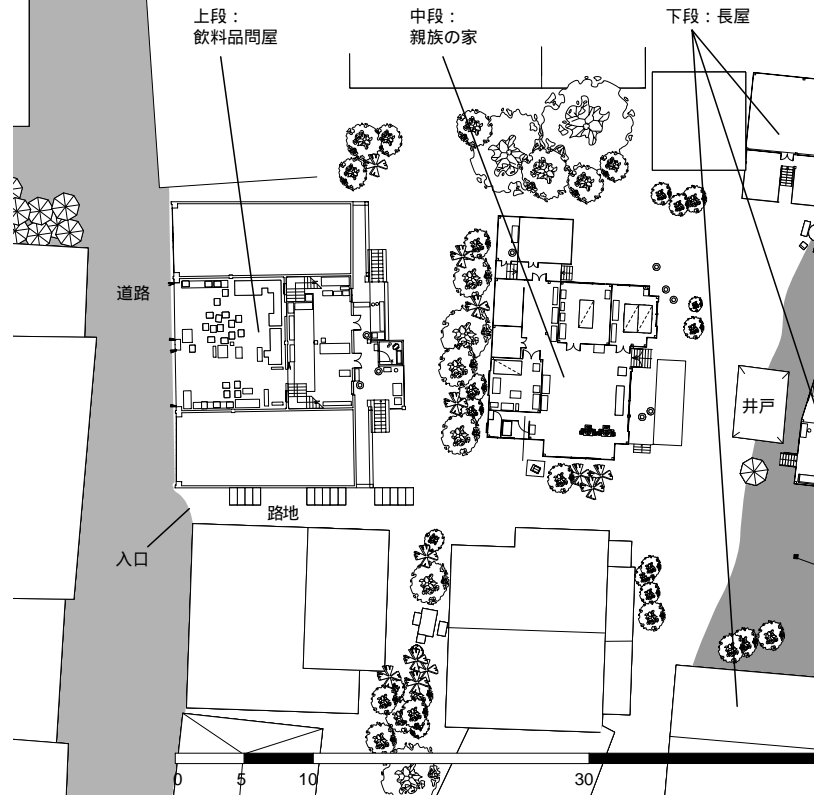 上段：
飲料品問屋
中段：
親族の家
下段：長屋
道路
井戸
路地
入口
0 5 10 30